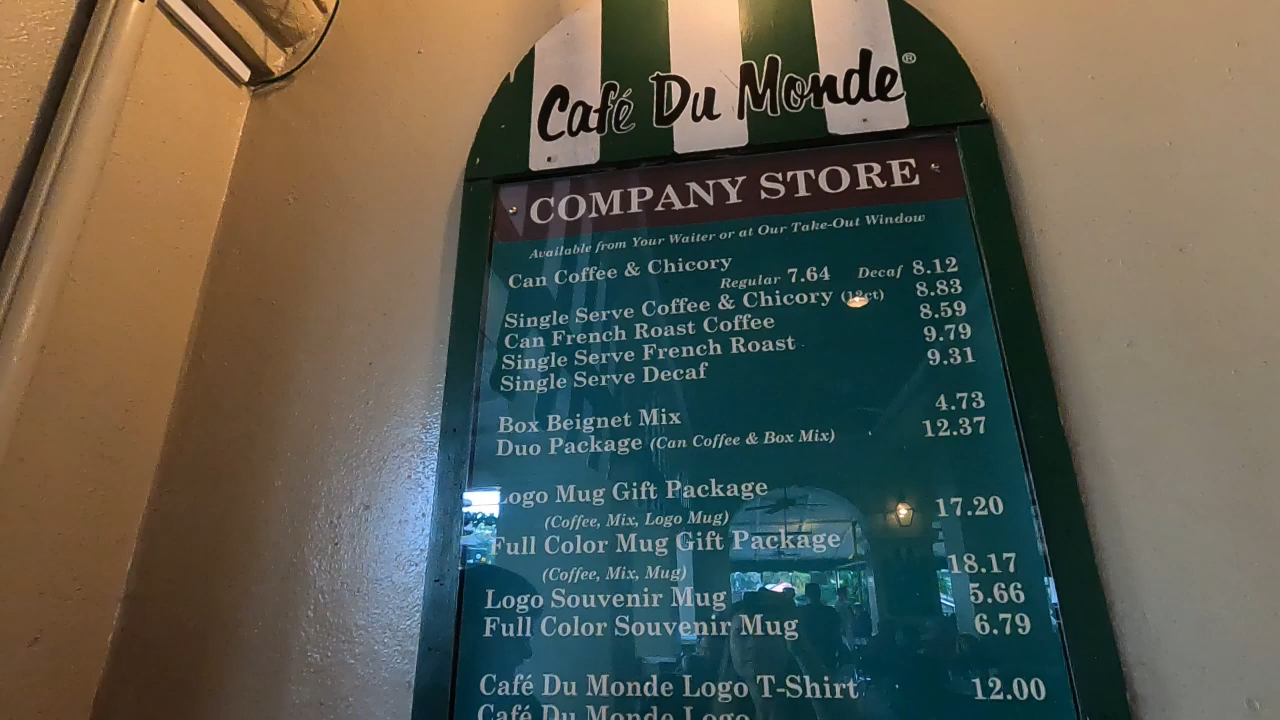 Café Du Monde®
COMPANY STORE
Available from Your Waiter or at Our Take-Out Window
Can Coffee & Chicory
Regular 7.64 Decaf 8.12
Single Serve Coffee & Chicory (12ct) 8.83
Can French Roast Coffee 8.59
Single Serve French Roast 9.79
Single Serve Decaf 9.31
Box Beignet Mix 4.73
Duo Package (Can Coffee & Box Mix) 12.37
Logo Mug Gift Package
(Coffee, Mix, Logo Mug) 17.20
Full Color Mug Gift Package
(Coffee, Mix, Mug) 18.17
Logo Souvenir Mug 5.66
Full Color Souvenir Mug 6.79
Café Du Monde Logo T-Shirt 12.00
Café Du Monde Logo